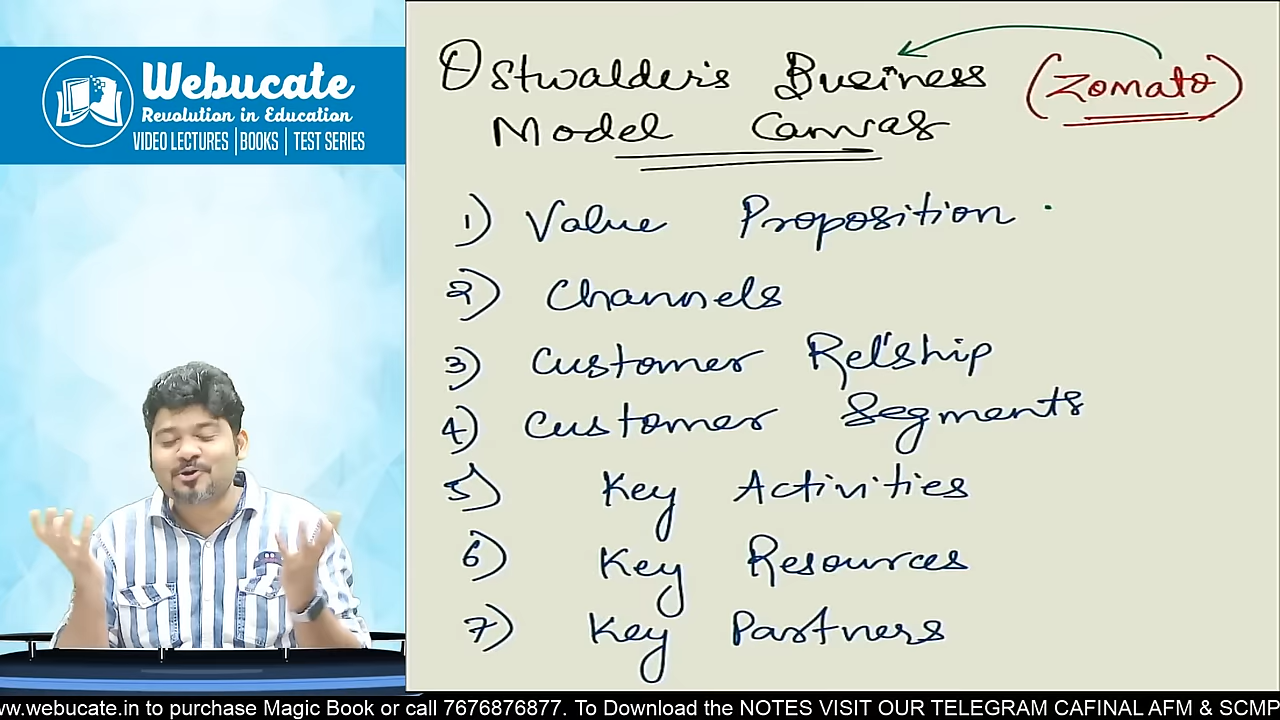 Webucate
Revolution in Education
VIDEO LECTURES | BOOKS | TEST SERIES
Ostwalder's Business (Zomato)
Model Canvas
1) Value Proposition
2) Channels
3) Customer Rel'ship
4) Customer Segments
5) Key Activities
6) Key Resources
7) Key Partners
ww.webucate.in to purchase Magic Book or call 7676876877. To Download the NOTES VISIT OUR TELEGRAM CAFINAL AFM & SCMP